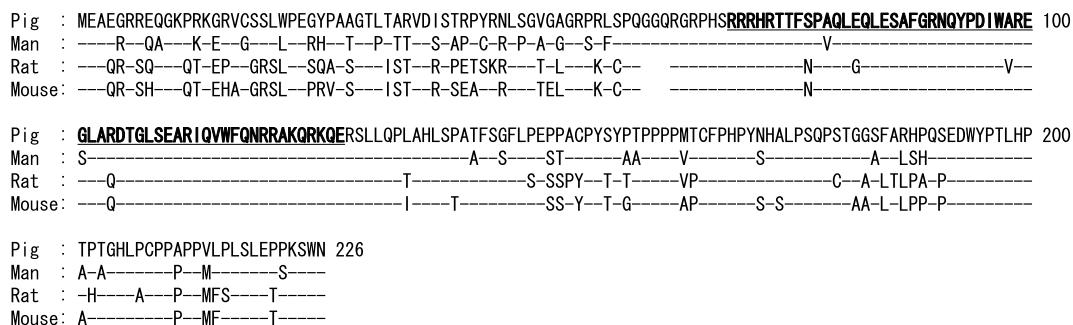 Pig : MEAEGRREQGKPRKGRVCSSLWPEGYPAAGTLTARVDISTRPYRNLSGVGAGRPRLSPQGGQRGRPHSRRRHRTTFSPAQLEQLESAFGRNQYPDIWARE 100
Man : ----R--QA---K-E--G---L--RH--T--P-TT--S-AP-C-R-P-A-G--S-F----------------------V---------------------
Rat : ---QR-SQ---QT-EP--GRSL--SQA-S---IST--R-PETSKR---T-L---K-C--   --------------N----G---------------V--
Mouse: ---QR-SH---QT-EHA-GRSL--PRV-S---IST--R-SEA--R---TEL---K-C--   --------------N-----------------------
Pig : GLARDTGLSEARIQVWFQNRRAKQRKQERSLLQPLAHLSPATFSGFLPEPPACPYSYPTPPPPMTCFPHPYNHALPSQPSTGGSFARHPQSEDWYPTLHP 200
Man : S----------------------------------------A--S----ST------AA----V-------S-----------A--LSH-----------
Rat : ---Q------------------------------T------------S-SSPY--T-T-----VP--------------C--A-LTLPA-P---------
Mouse: ---Q------------------------------I----T---------SS-Y--T-G-----AP------S-S-------AA-L-LPP-P---------
Pig : TPTGHLPCPPAPPVLPLSLEPPKSWN 226
Man : A-A-------P--M-------S----
Rat : -H----A---P--MFS----T-----
Mouse: A---------P--MF-----T-----